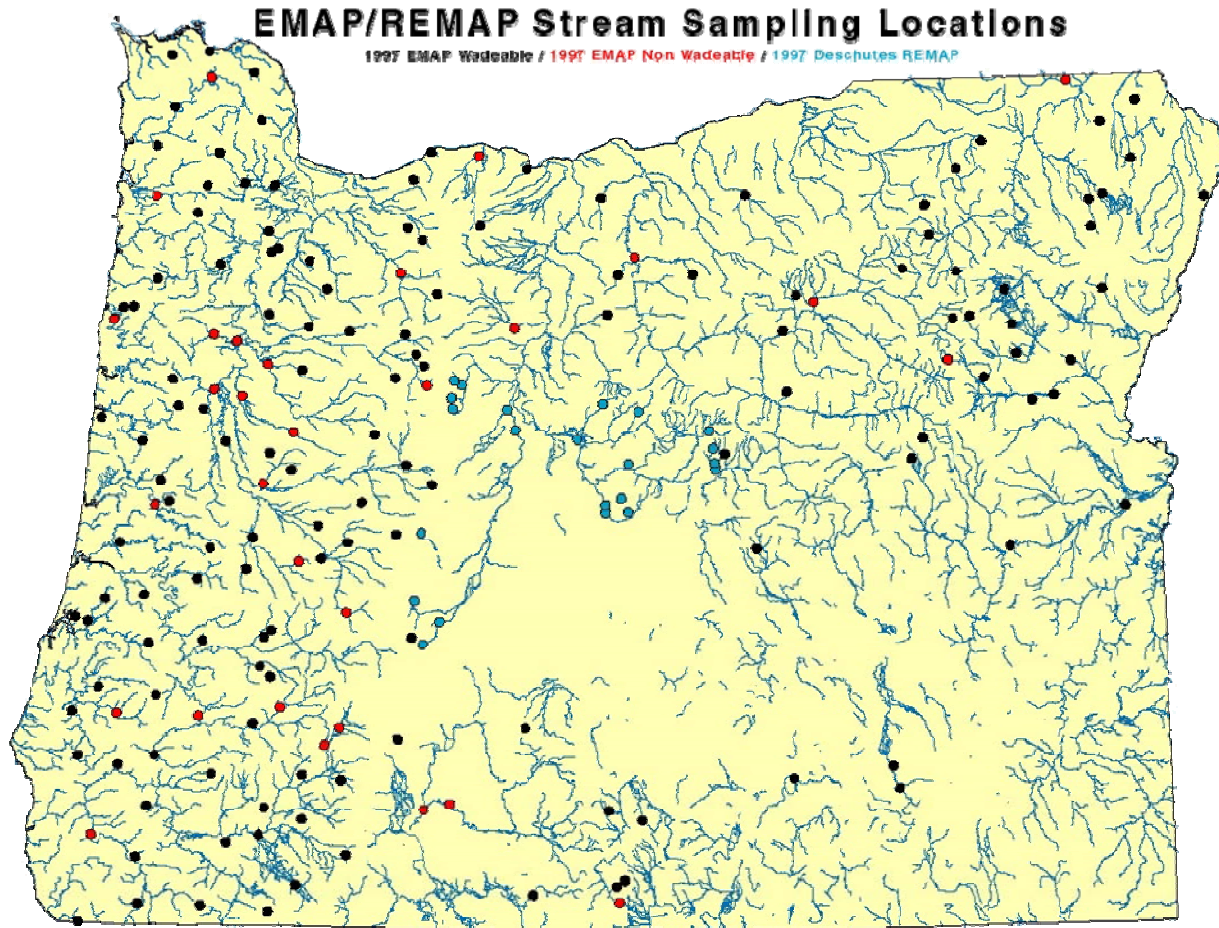 EMAP/REMAP Stream Sampling Locations
1997 EMAP Wadeable / 1997 EMAP Non Wadeable / 1997 Deschutes REMAP